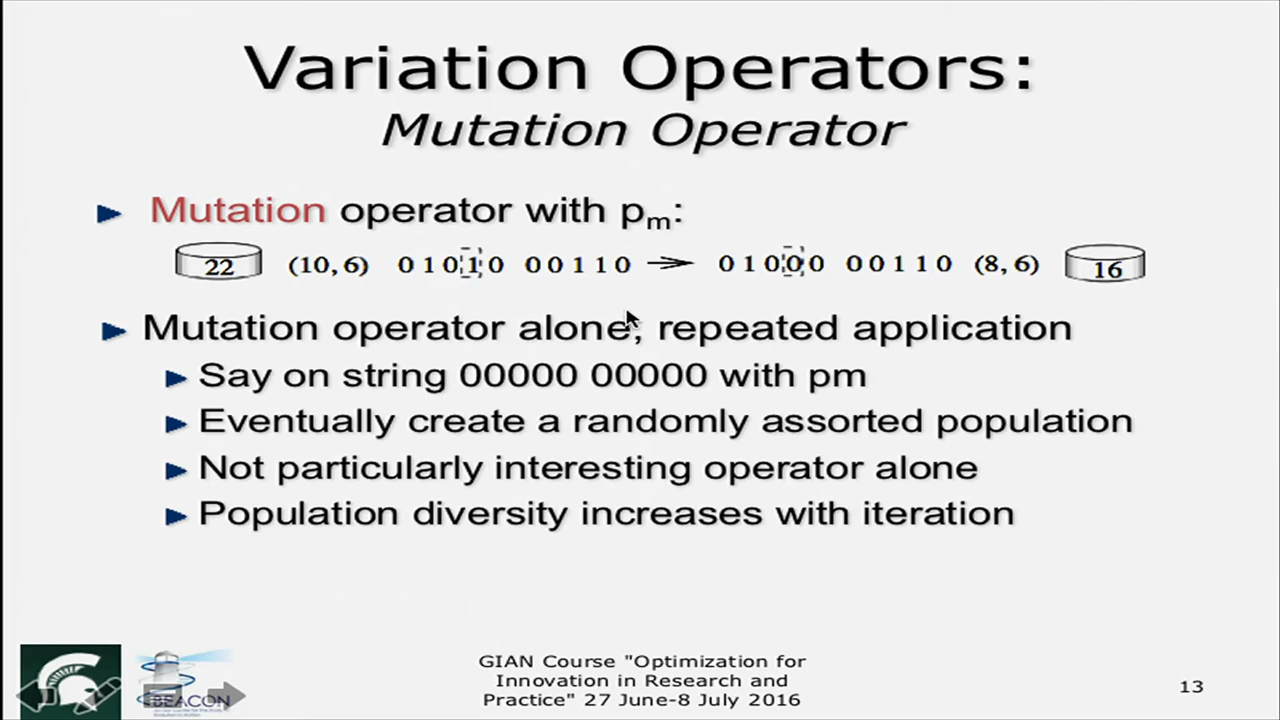 Variation Operators:
Mutation Operator
Mutation operator with pm:
22 (10,6) 0 1 0 1 0 0 0 1 1 0 → 0 1 0 0 0 0 0 1 1 0 (8,6) 16
Mutation operator alone, repeated application
Say on string 00000 00000 with pm
Eventually create a randomly assorted population
Not particularly interesting operator alone
Population diversity increases with iteration
BEACON
GIAN Course "Optimization for
Innovation in Research and
Practice" 27 June-8 July 2016
13